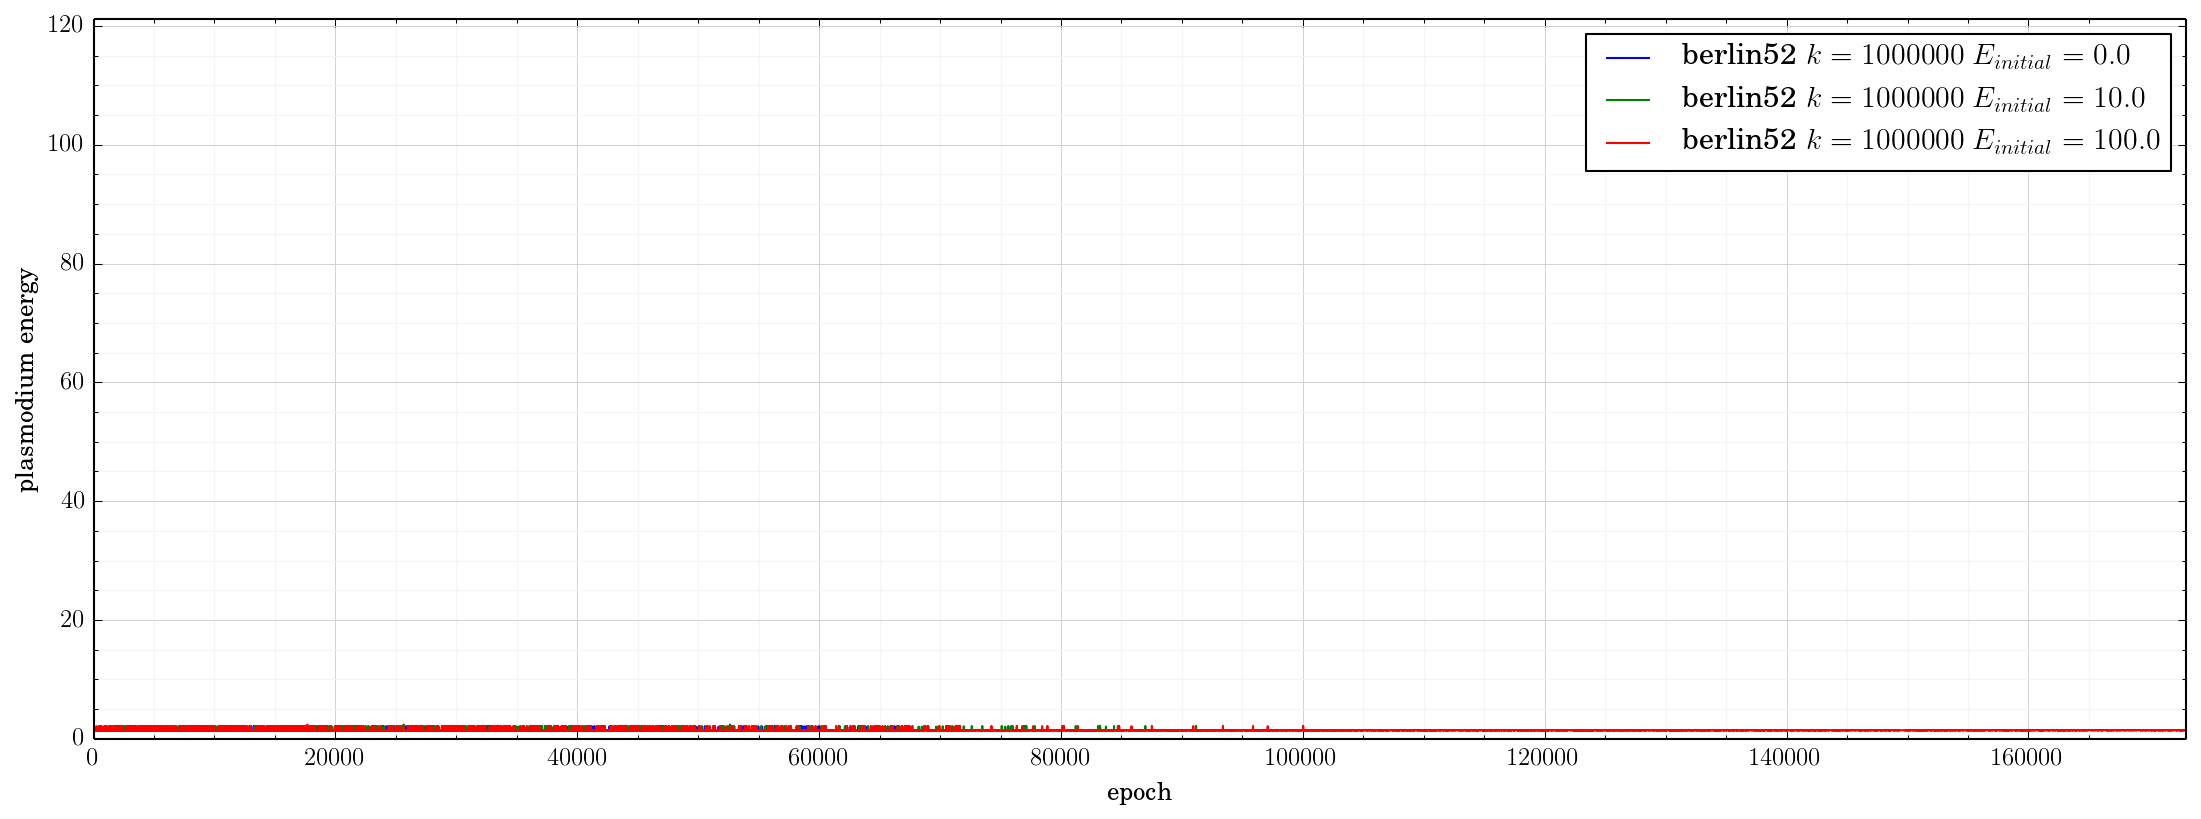 120
100
80
60
40
20
0
plasmodium energy
berlin52 k = 1000000 E_initial = 0.0
berlin52 k = 1000000 E_initial = 10.0
berlin52 k = 1000000 E_initial = 100.0
0 20000 40000 60000 80000 100000 120000 140000 160000
epoch